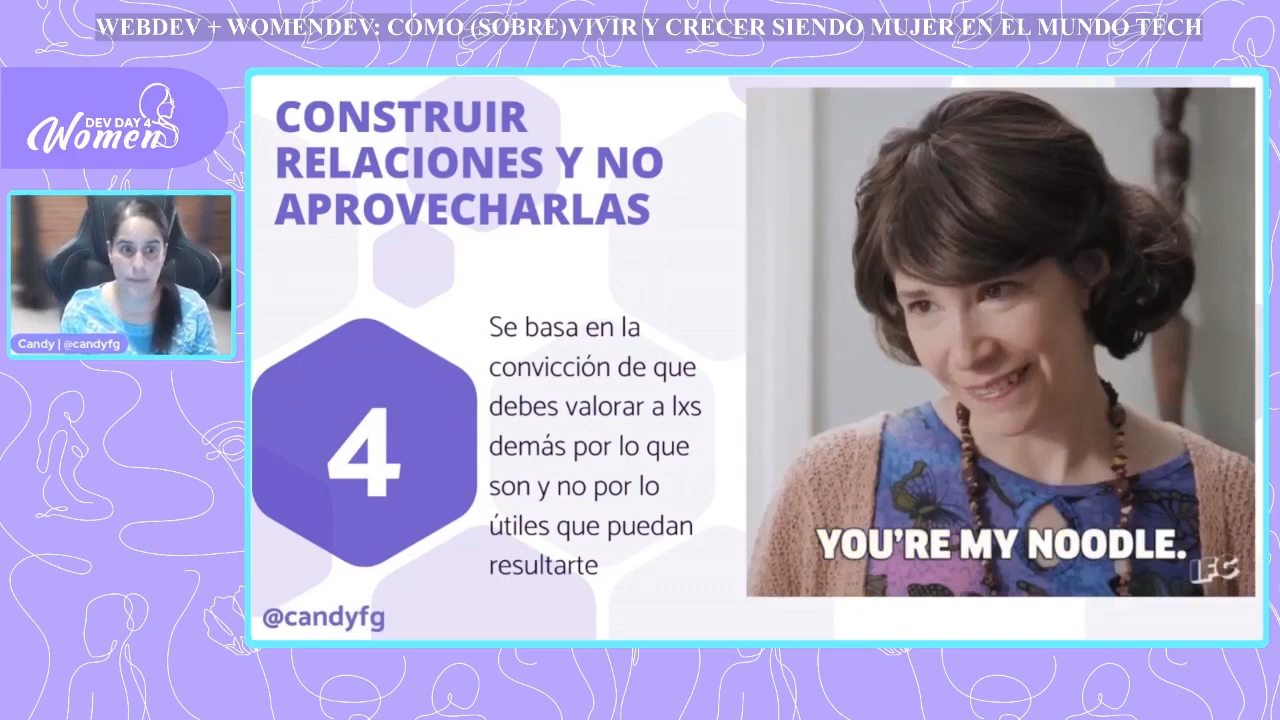 WEBDEV + WOMENDEV: CÓMO (SOBRE)VIVIR Y CRECER SIENDO MUJER EN EL MUNDO TECH
DEV DAY 4
Women
Candy | @candyfg
CONSTRUIR
RELACIONES Y NO
APROVECHARLAS
4
Se basa en la
convicción de que
debes valorar a lxs
demás por lo que
son y no por lo
útiles que puedan
resultarte
@candyfg
YOU'RE MY NOODLE.
IFC